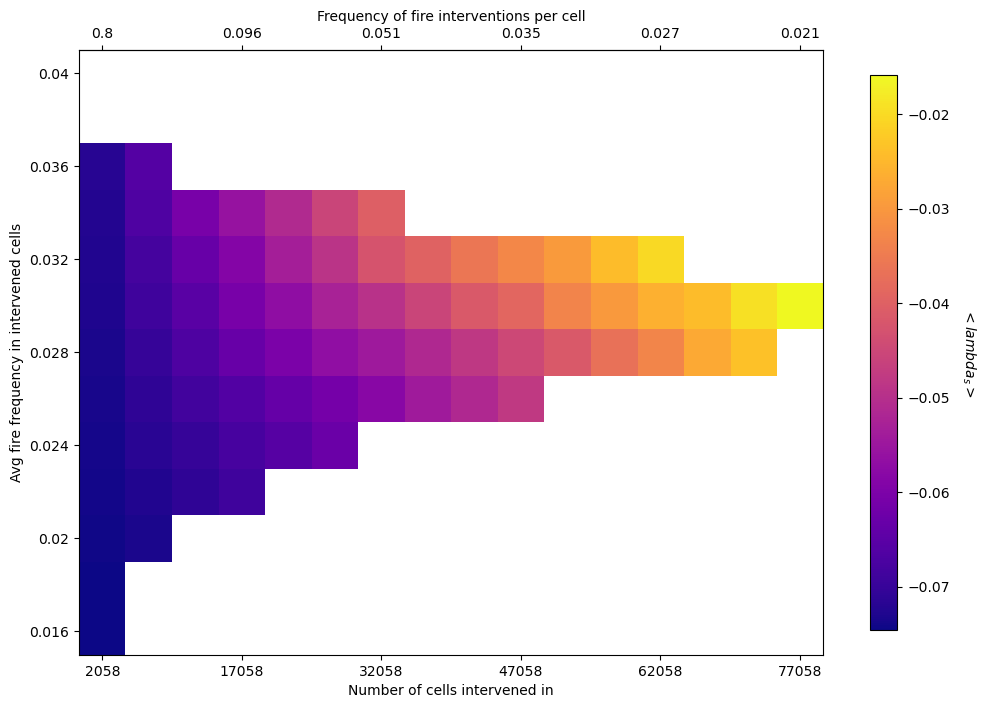 Frequency of fire interventions per cell
0.8 0.096 0.051 0.035 0.027 0.021
Avg fire frequency in intervened cells
0.04
0.036
0.032
0.028
0.024
0.02
0.016
2058 17058 32058 47058 62058 77058
Number of cells intervened in
−0.02
−0.03
−0.04
−0.05
−0.06
−0.07
< lambda_s >